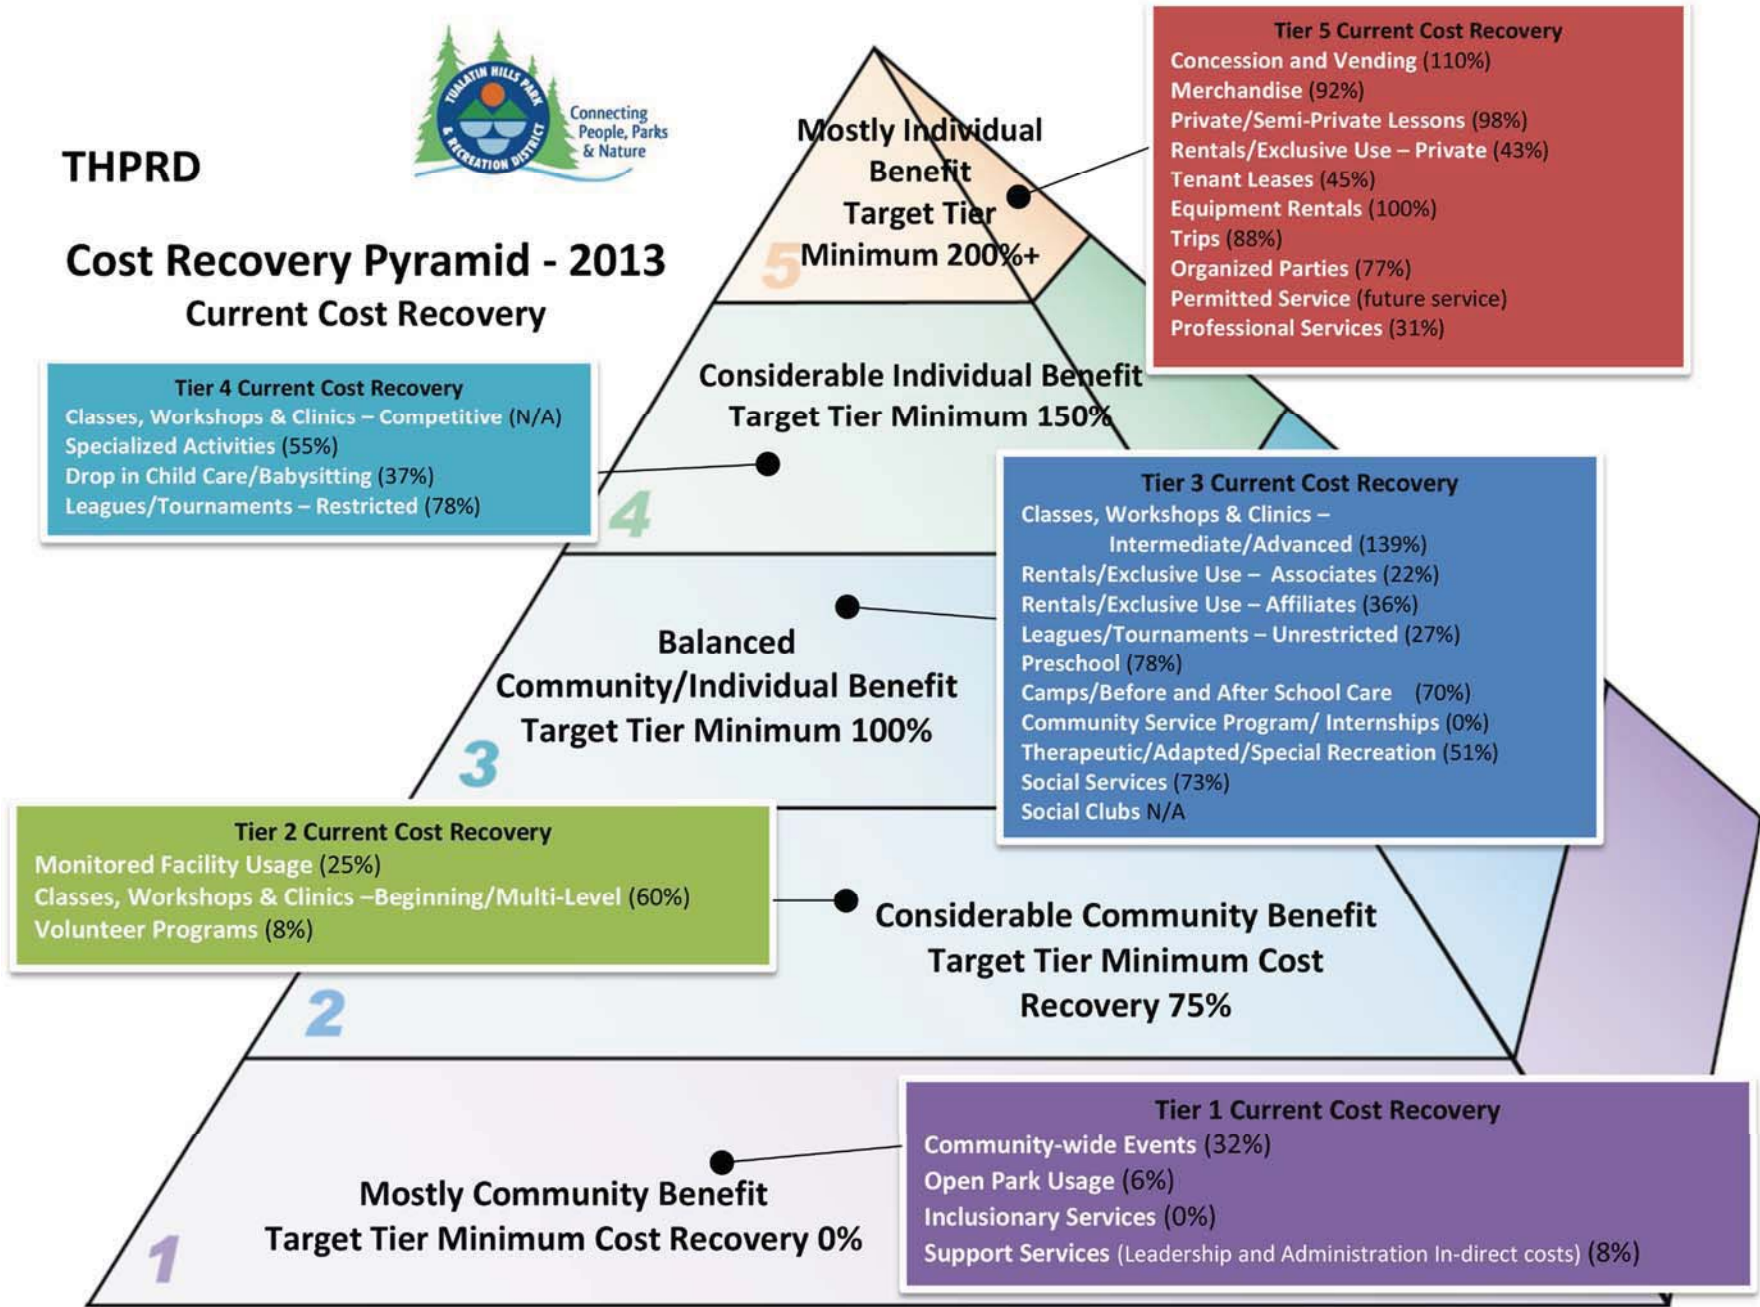 THPRD
TUALATIN HILLS PARK
& RECREATION DISTRICT
Connecting
People, Parks
& Nature
Cost Recovery Pyramid - 2013
Current Cost Recovery
Mostly Individual
Benefit
Target Tier
Minimum 200%+
5
Tier 5 Current Cost Recovery
Concession and Vending (110%)
Merchandise (92%)
Private/Semi-Private Lessons (98%)
Rentals/Exclusive Use – Private (43%)
Tenant Leases (45%)
Equipment Rentals (100%)
Trips (88%)
Organized Parties (77%)
Permitted Service (future service)
Professional Services (31%)
Considerable Individual Benefit
Target Tier Minimum 150%
4
Tier 4 Current Cost Recovery
Classes, Workshops & Clinics – Competitive (N/A)
Specialized Activities (55%)
Drop in Child Care/Babysitting (37%)
Leagues/Tournaments – Restricted (78%)
Balanced
Community/Individual Benefit
Target Tier Minimum 100%
3
Tier 3 Current Cost Recovery
Classes, Workshops & Clinics –
Intermediate/Advanced (139%)
Rentals/Exclusive Use – Associates (22%)
Rentals/Exclusive Use – Affiliates (36%)
Leagues/Tournaments – Unrestricted (27%)
Preschool (78%)
Camps/Before and After School Care (70%)
Community Service Program/ Internships (0%)
Therapeutic/Adapted/Special Recreation (51%)
Social Services (73%)
Social Clubs N/A
Tier 2 Current Cost Recovery
Monitored Facility Usage (25%)
Classes, Workshops & Clinics –Beginning/Multi-Level (60%)
Volunteer Programs (8%)
Considerable Community Benefit
Target Tier Minimum Cost
Recovery 75%
2
Tier 1 Current Cost Recovery
Community-wide Events (32%)
Open Park Usage (6%)
Inclusionary Services (0%)
Support Services (Leadership and Administration In-direct costs) (8%)
Mostly Community Benefit
Target Tier Minimum Cost Recovery 0%
1